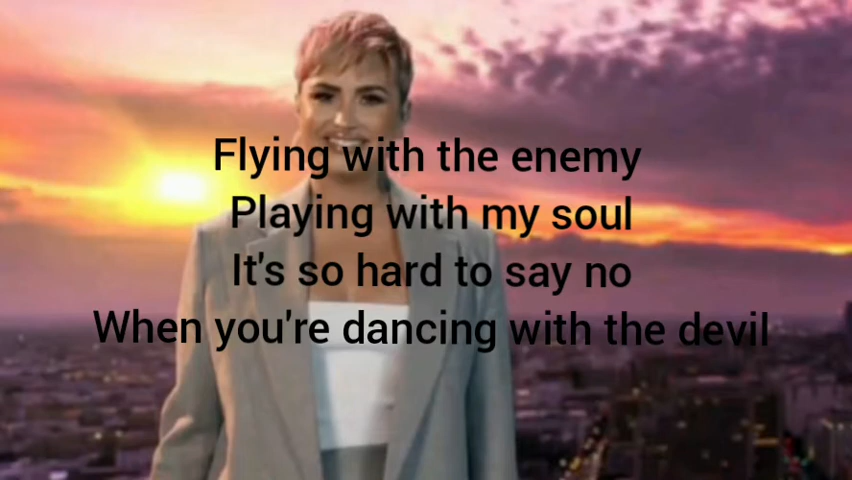 Flying with the enemy
Playing with my soul
It's so hard to say no
When you're dancing with the devil